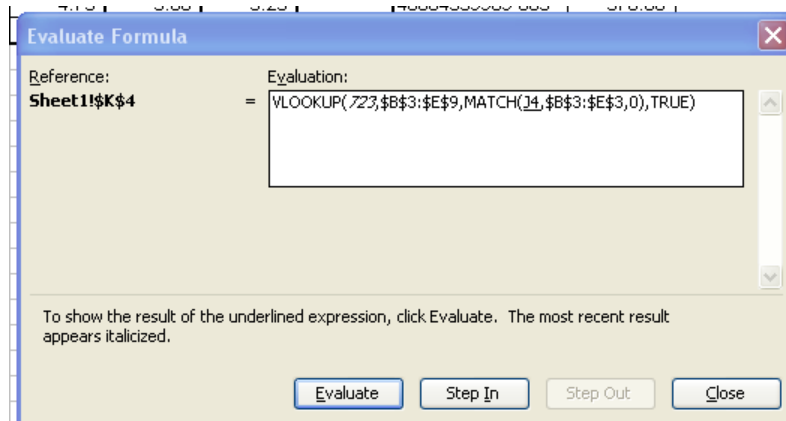 Evaluate Formula
Reference:
Evaluation:
Sheet1!$K$4
=
VLOOKUP(723,$B$3:$E$9,MATCH(J4,$B$3:$E$3,0),TRUE)
To show the result of the underlined expression, click Evaluate. The most recent result
appears italicized.
Evaluate
Step In
Step Out
Close